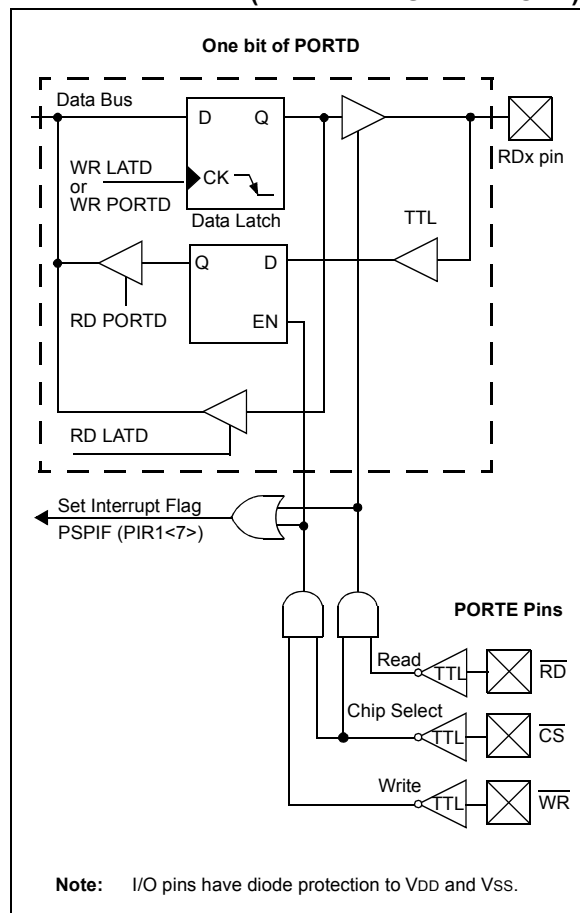 One bit of PORTD
Data Bus
D Q
RDx pin
WR LATD
or
WR PORTD
CK
Data Latch
TTL
Q D
RD PORTD
EN
RD LATD
Set Interrupt Flag
PSPIF (PIR1<7>)
PORTE Pins
Read
TTL
RD
Chip Select
TTL
CS
Write
TTL
WR
Note: I/O pins have diode protection to VDD and VSS.